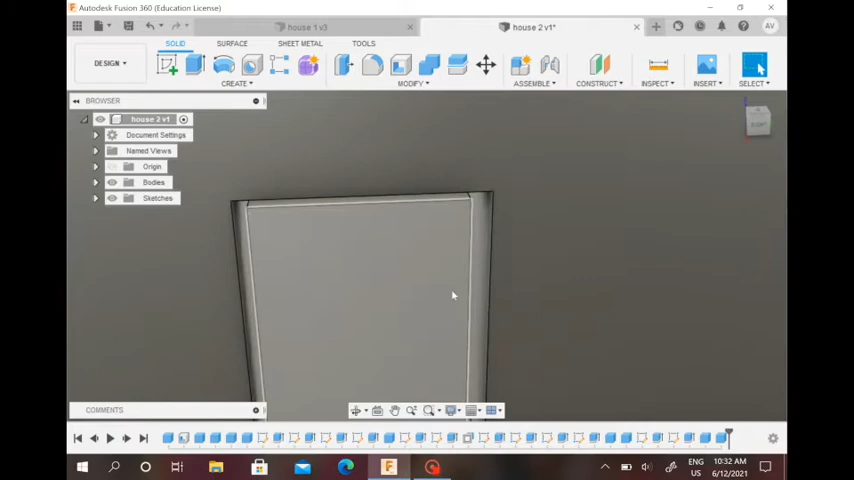 Autodesk Fusion 360 (Education License)
house 1 v3
house 2 v1*
AV
SOLID
SURFACE
SHEET METAL
TOOLS
DESIGN
CREATE
MODIFY
ASSEMBLE
CONSTRUCT
INSPECT
INSERT
SELECT
BROWSER
house 2 v1
Document Settings
Named Views
Origin
Bodies
Sketches
RIGHT
COMMENTS
ENG
US
10:32 AM
6/12/2021